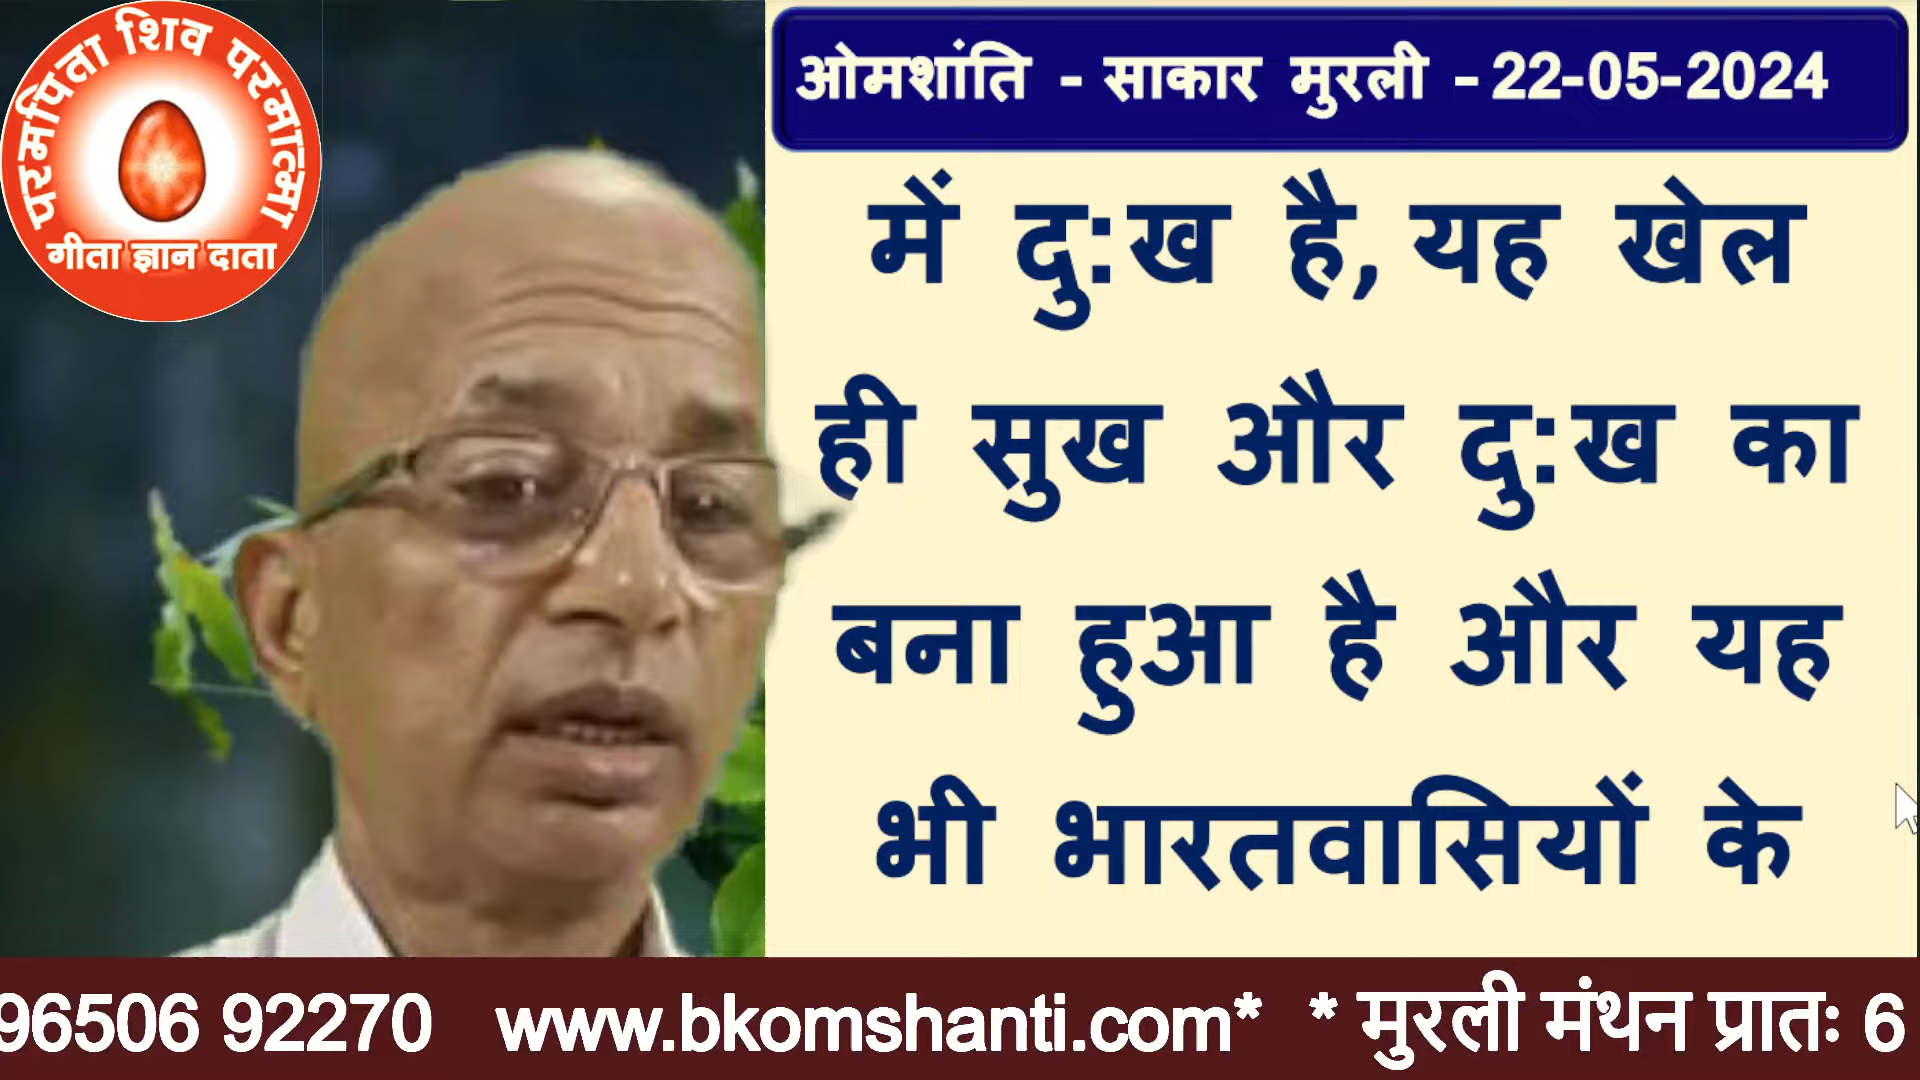 परमपिता शिव परमात्मा
गीता ज्ञान दाता
ओमशांति - साकार मुरली - 22-05-2024
में दु:ख है, यह खेल
ही सुख और दु:ख का
बना हुआ है और यह
भी भारतवासियों के
96506 92270 www.bkomshanti.com* * मुरली मंथन प्रातः 6